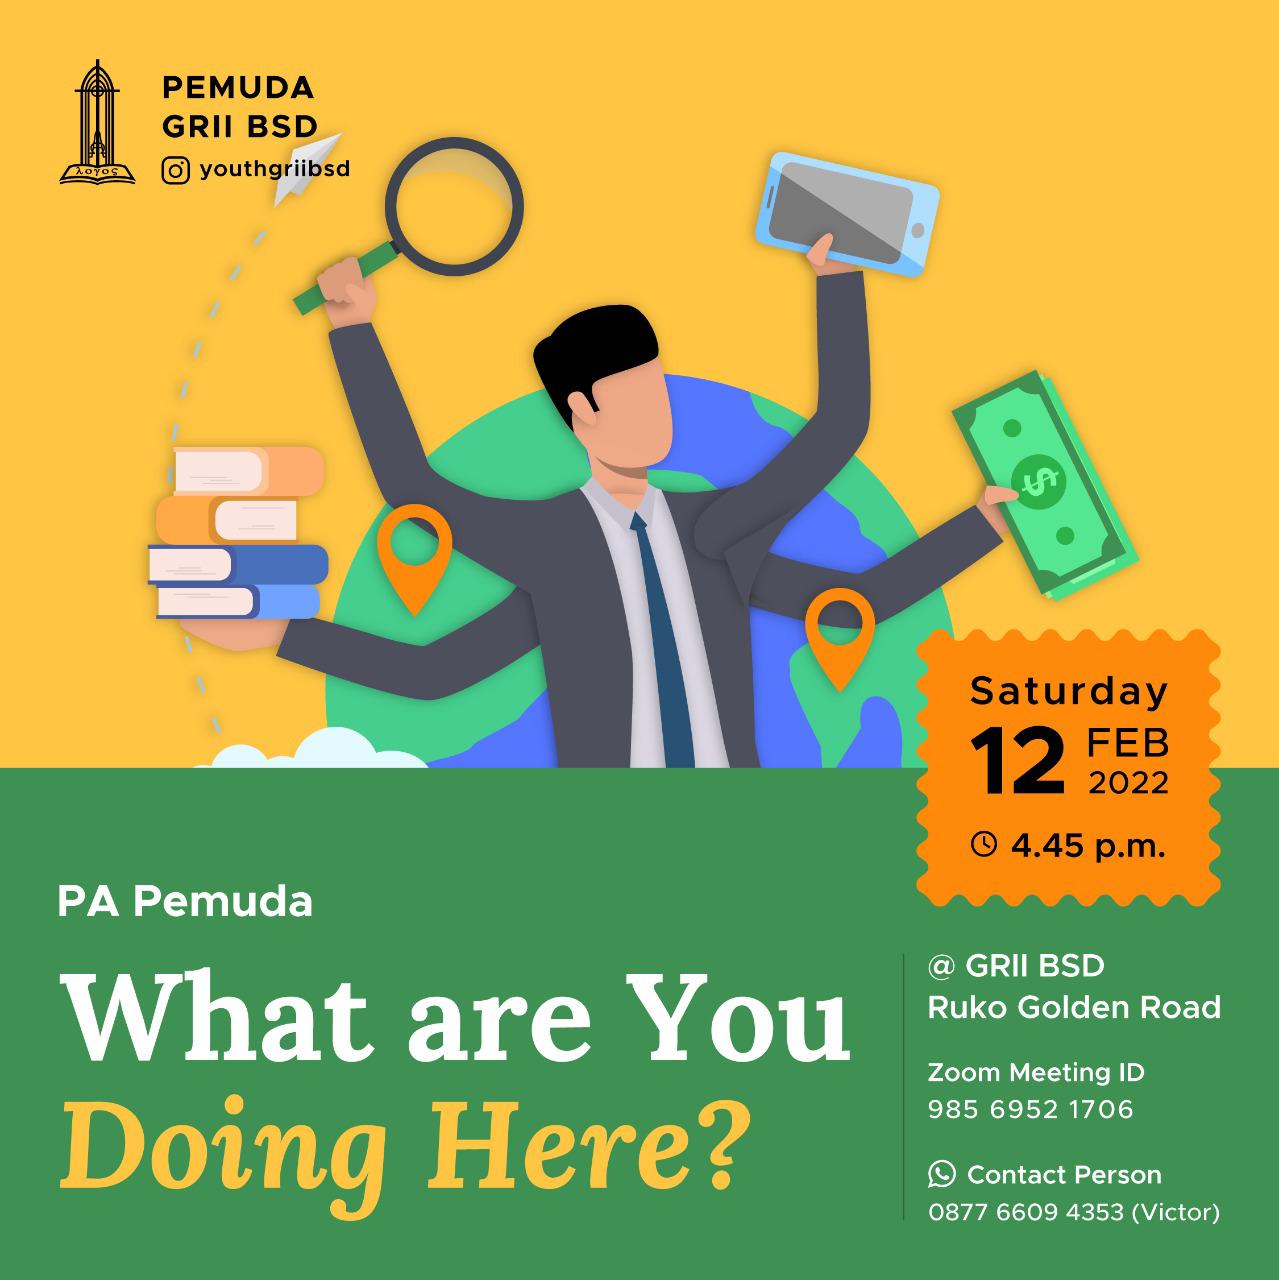 PEMUDA
GRII BSD
youthgriibsd
λογος
Saturday
12 FEB
2022
4.45 p.m.
PA Pemuda
What are You
Doing Here?
@ GRII BSD
Ruko Golden Road
Zoom Meeting ID
985 6952 1706
Contact Person
0877 6609 4353 (Victor)